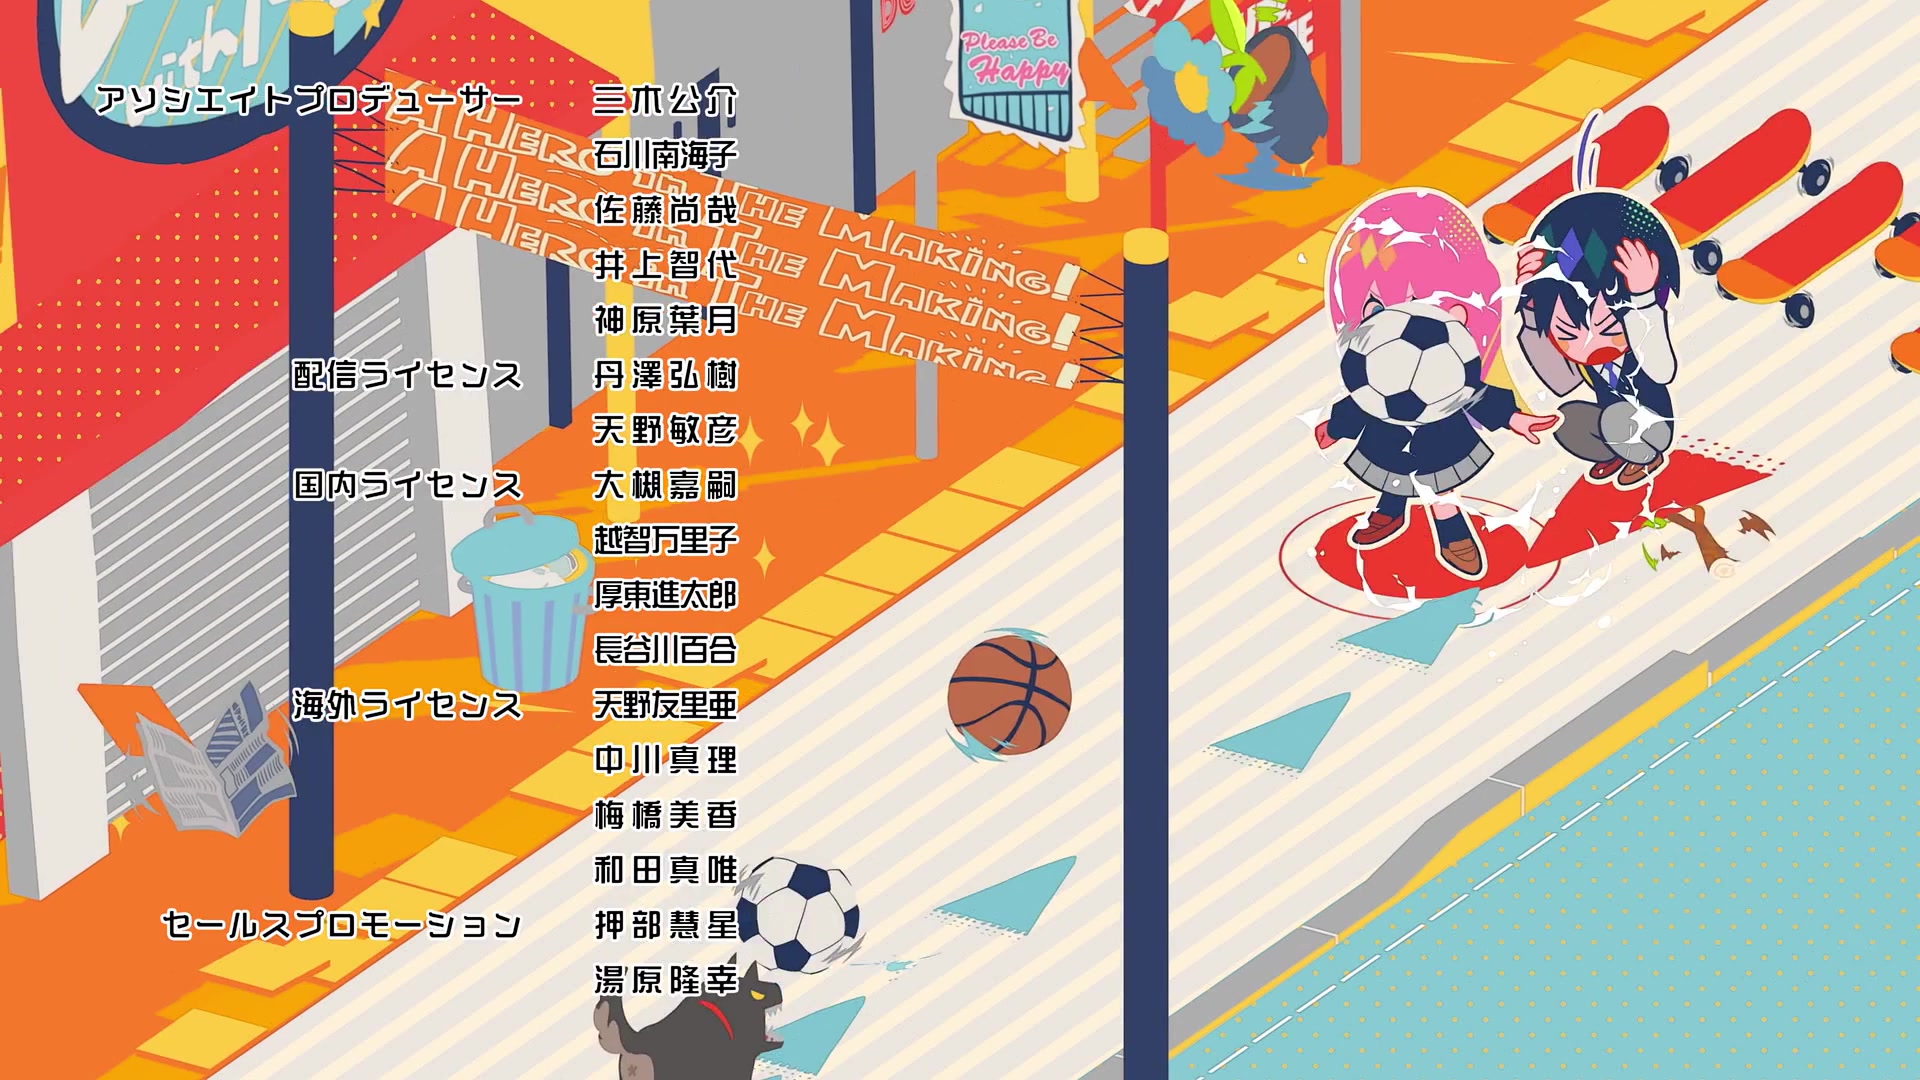 with
Please Be
Happy
アソシエイトプロデューサー 三木公介
石川南海子
佐藤尚哉
井上智代
神原葉月
配信ライセンス 丹澤弘樹
天野敏彦
国内ライセンス 大槻嘉嗣
越智万里子
厚東進太郎
長谷川百合
海外ライセンス 天野友里亜
中川真理
梅橋美香
和田真唯
セールスプロモーション 押部慧星
湯原隆幸
A HERO IN THE MAKING!
A HERO IN THE MAKING!
A HERO IN THE MAKING!